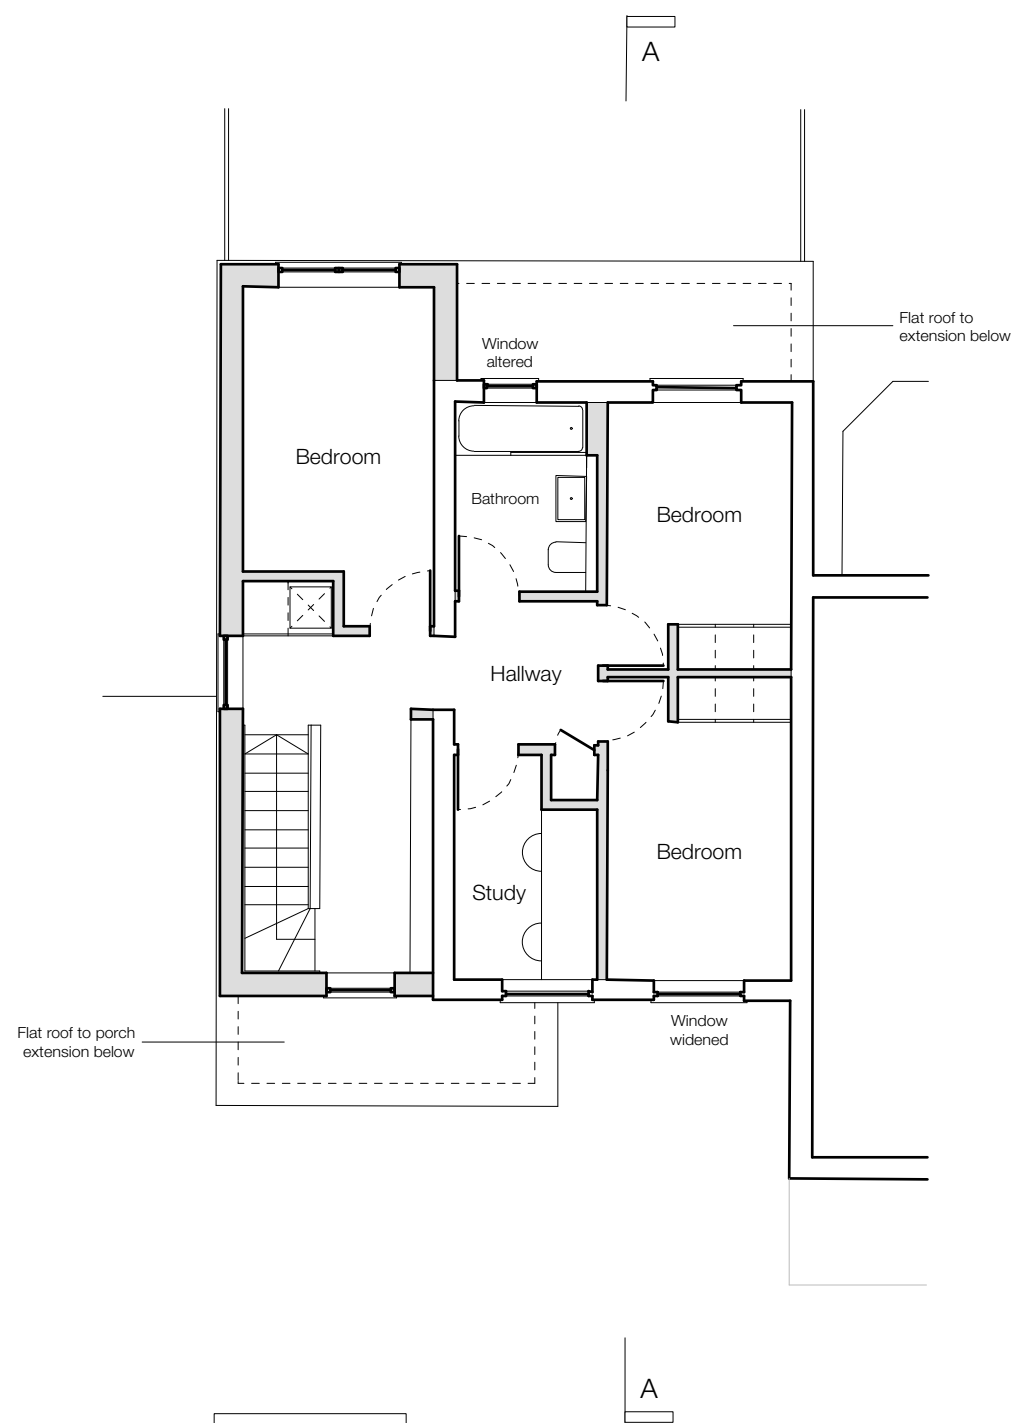 A
Flat roof to
extension below
Window
altered
Bedroom
Bathroom
Bedroom
Hallway
Bedroom
Study
Window
widened
Flat roof to porch
extension below
A